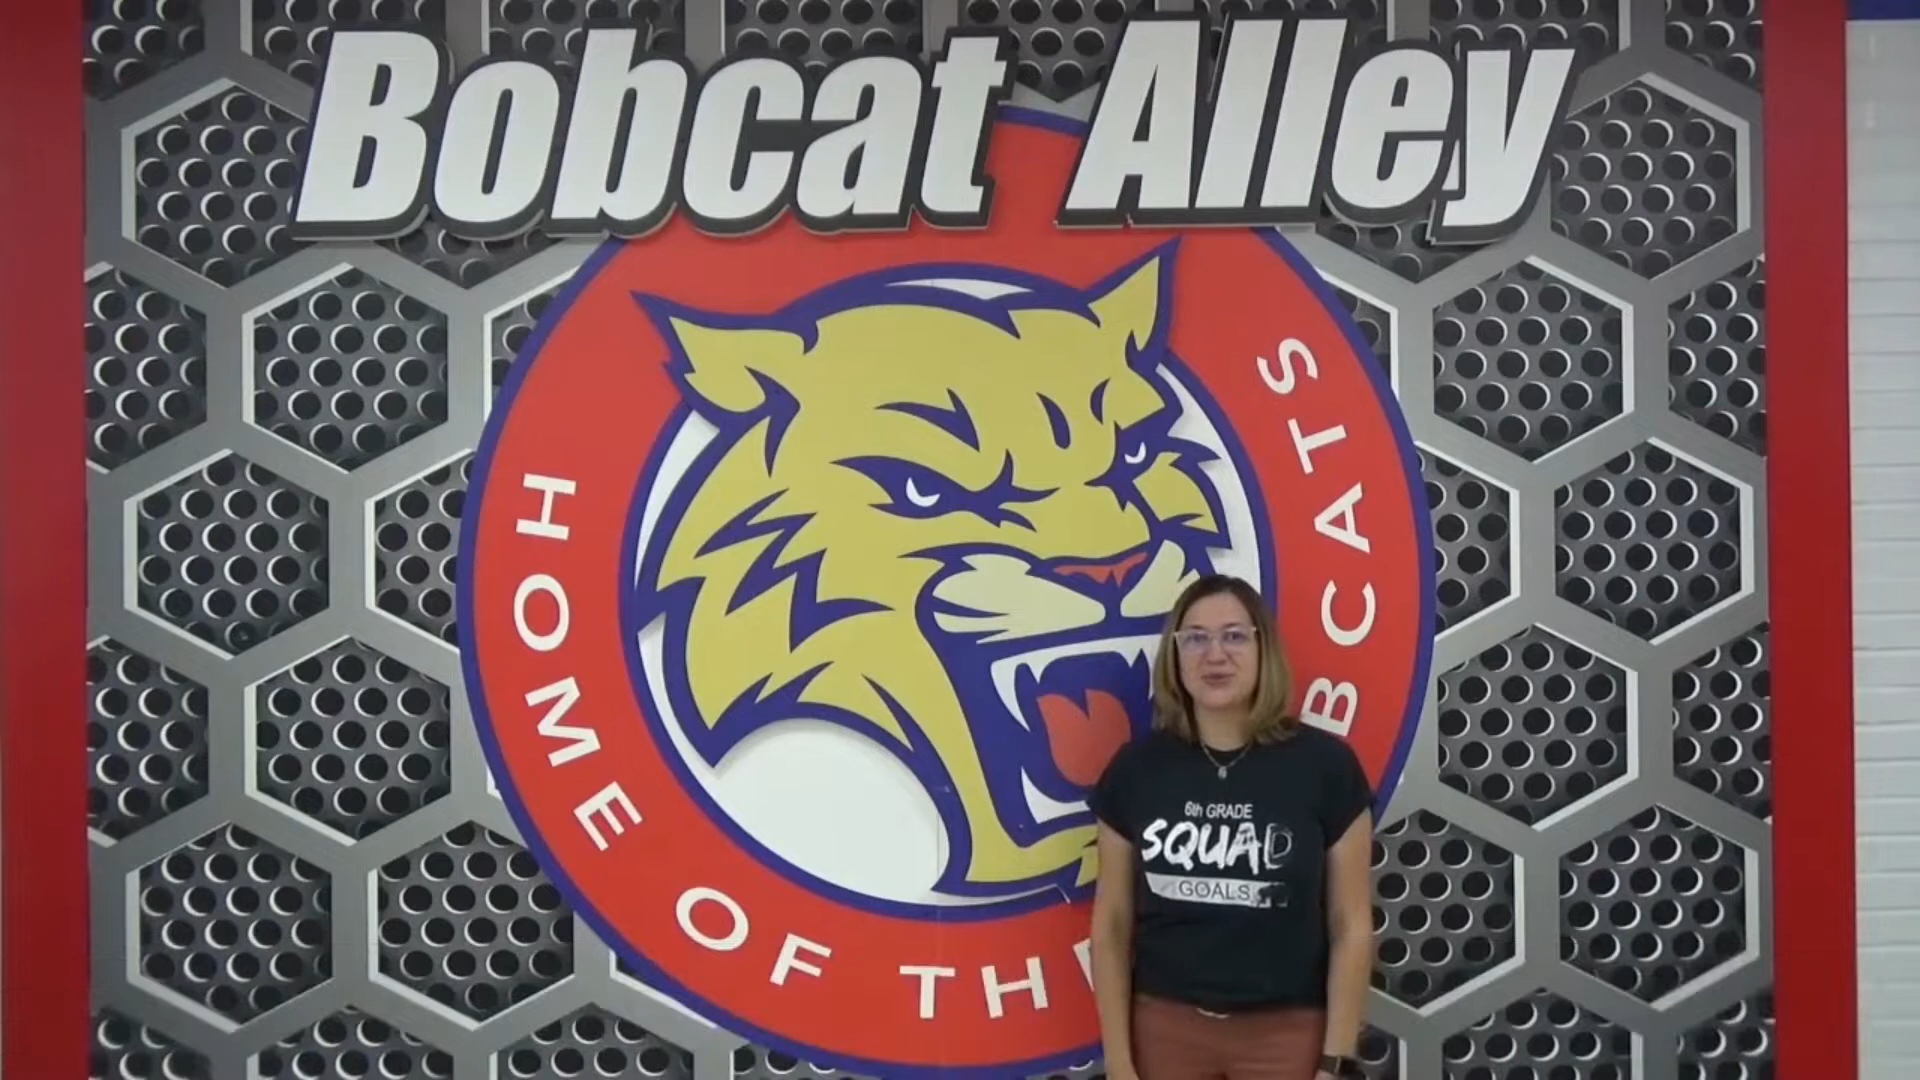 Bobcat Alley
HOME OF THE BCATS
6th GRADE
SQUAD
GOALS